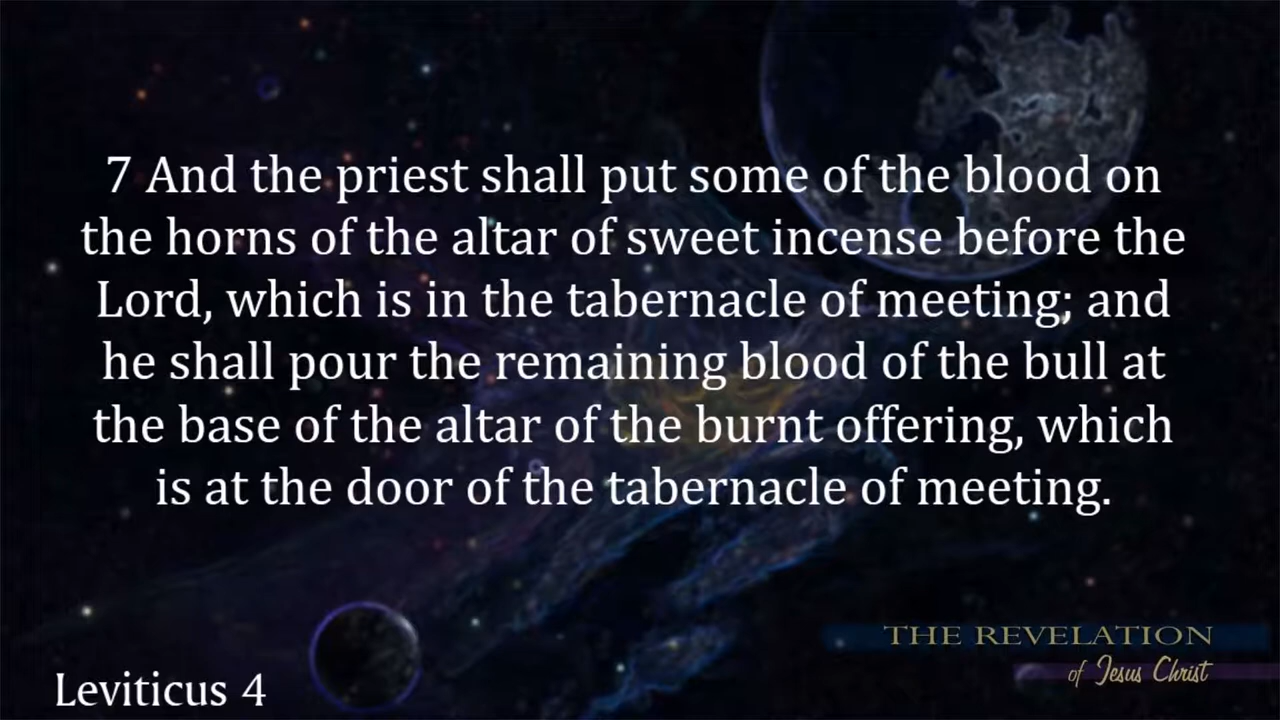 7 And the priest shall put some of the blood on
the horns of the altar of sweet incense before the
Lord, which is in the tabernacle of meeting; and
he shall pour the remaining blood of the bull at
the base of the altar of the burnt offering, which
is at the door of the tabernacle of meeting.
THE REVELATION
of Jesus Christ
Leviticus 4